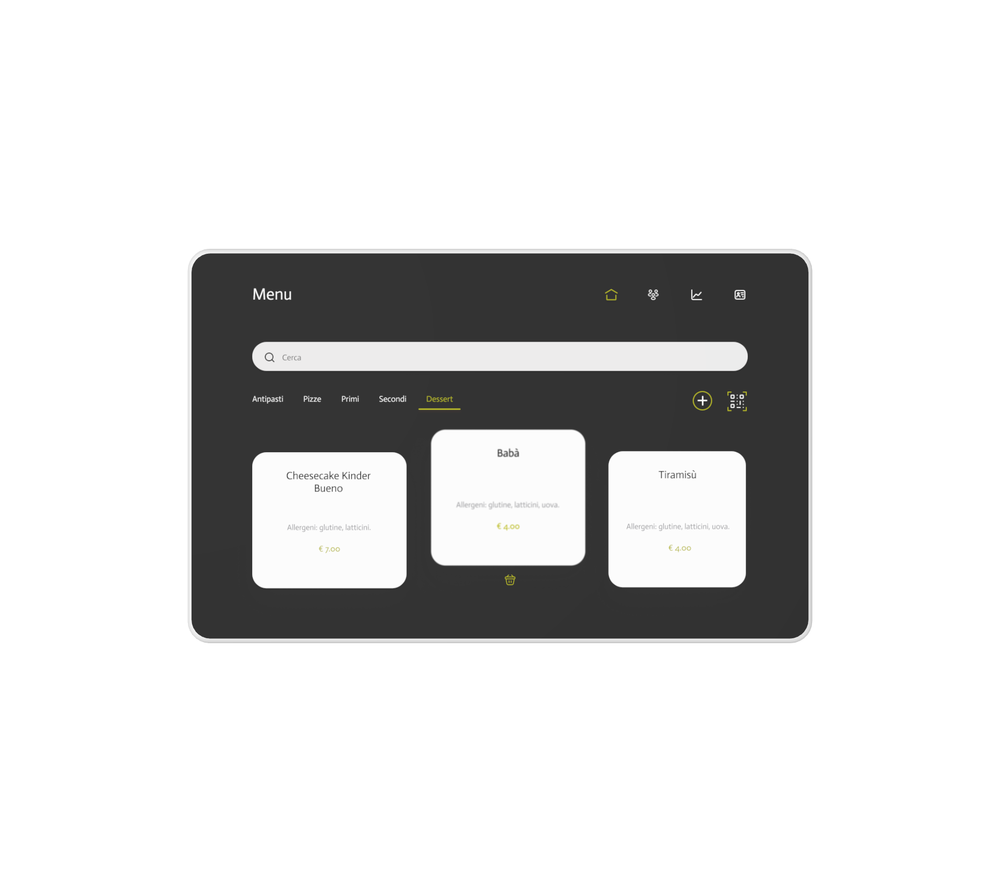 Menu
Cerca
Antipasti Pizze Primi Secondi Dessert
Cheesecake Kinder
Bueno
Allergeni: glutine, latticini.
€ 7.00
Babà
Allergeni: glutine, latticini, uova.
€ 4.00
Tiramisù
Allergeni: glutine, latticini, uova.
€ 4.00